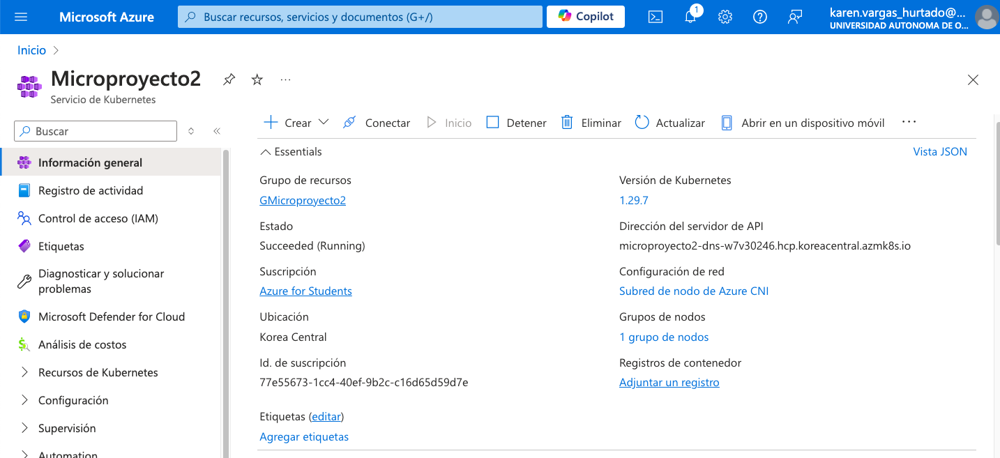 Microsoft Azure
Buscar recursos, servicios y documentos (G+/)
Copilot
1
karen.vargas_hurtado@...
UNIVERSIDAD AUTONOMA DE O...
Inicio
Microproyecto2
...
Servicio de Kubernetes
Buscar
Información general
Registro de actividad
Control de acceso (IAM)
Etiquetas
Diagnosticar y solucionar
problemas
Microsoft Defender for Cloud
Análisis de costos
Recursos de Kubernetes
Configuración
Supervisión
Automation
Crear
Conectar
Inicio
Detener
Eliminar
Actualizar
Abrir en un dispositivo móvil
...
Essentials
Vista JSON
Grupo de recursos
GMicroproyecto2
Estado
Succeeded (Running)
Suscripción
Azure for Students
Ubicación
Korea Central
Id. de suscripción
77e55673-1cc4-40ef-9b2c-c16d65d59d7e
Etiquetas (editar)
Agregar etiquetas
Versión de Kubernetes
1.29.7
Dirección del servidor de API
microproyecto2-dns-w7v30246.hcp.koreacentral.azmk8s.io
Configuración de red
Subred de nodo de Azure CNI
Grupos de nodos
1 grupo de nodos
Registros de contenedor
Adjuntar un registro